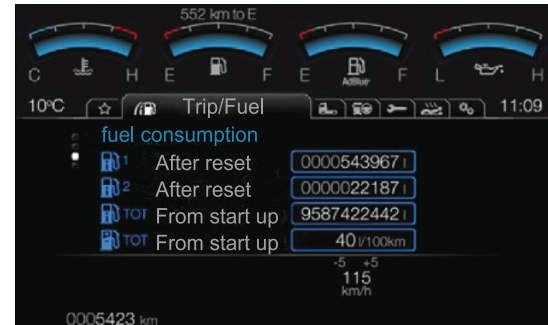 552 km to E
C H E F E AdBlue F L H
10°C Trip/Fuel 11:09
fuel consumption
1 After reset 0000543967 l
2 After reset 0000022187 l
TOT From start up 9587422442 l
TOT From start up 40 l/100km
-5 +5
115
km/h
0005423 km